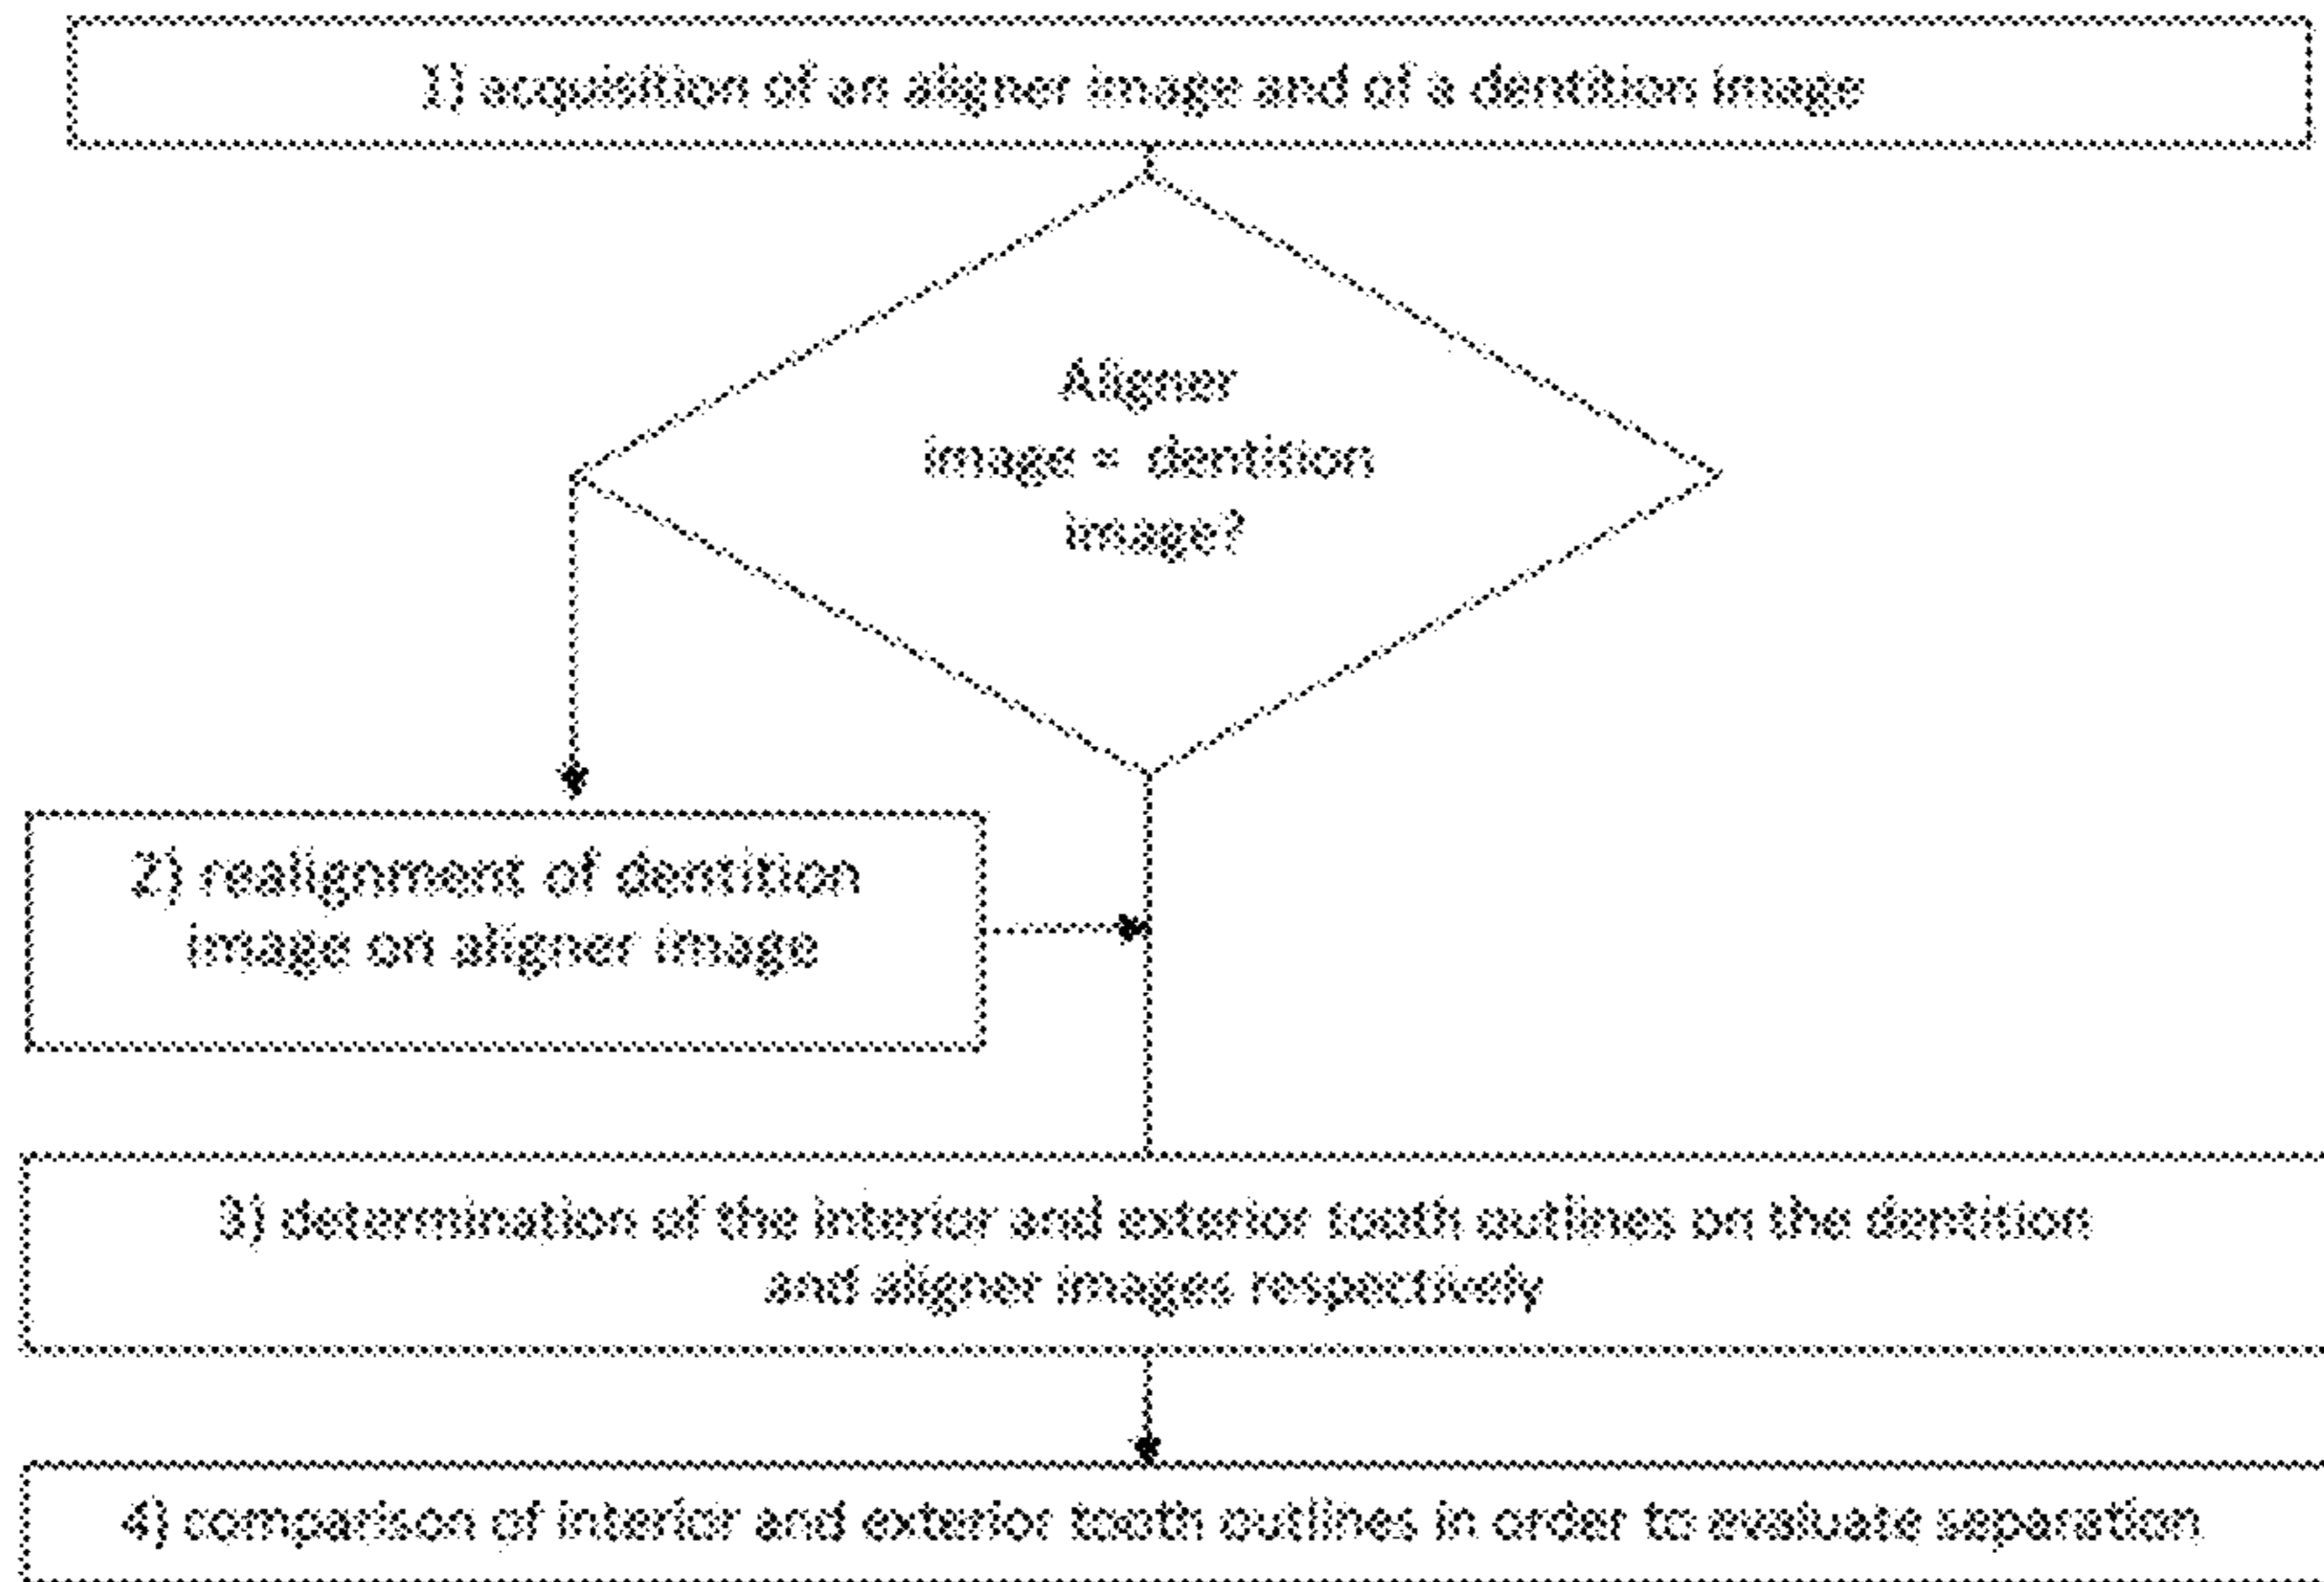 1) acquisition of an aligner image and of a dentition image
Aligner
image = dentition
image?
2) realignment of dentition
image on aligner image
3) determination of the interior and exterior tooth outlines on the dentition
and aligner images respectively
4) comparison of interior and exterior tooth outlines in order to evaluate separation